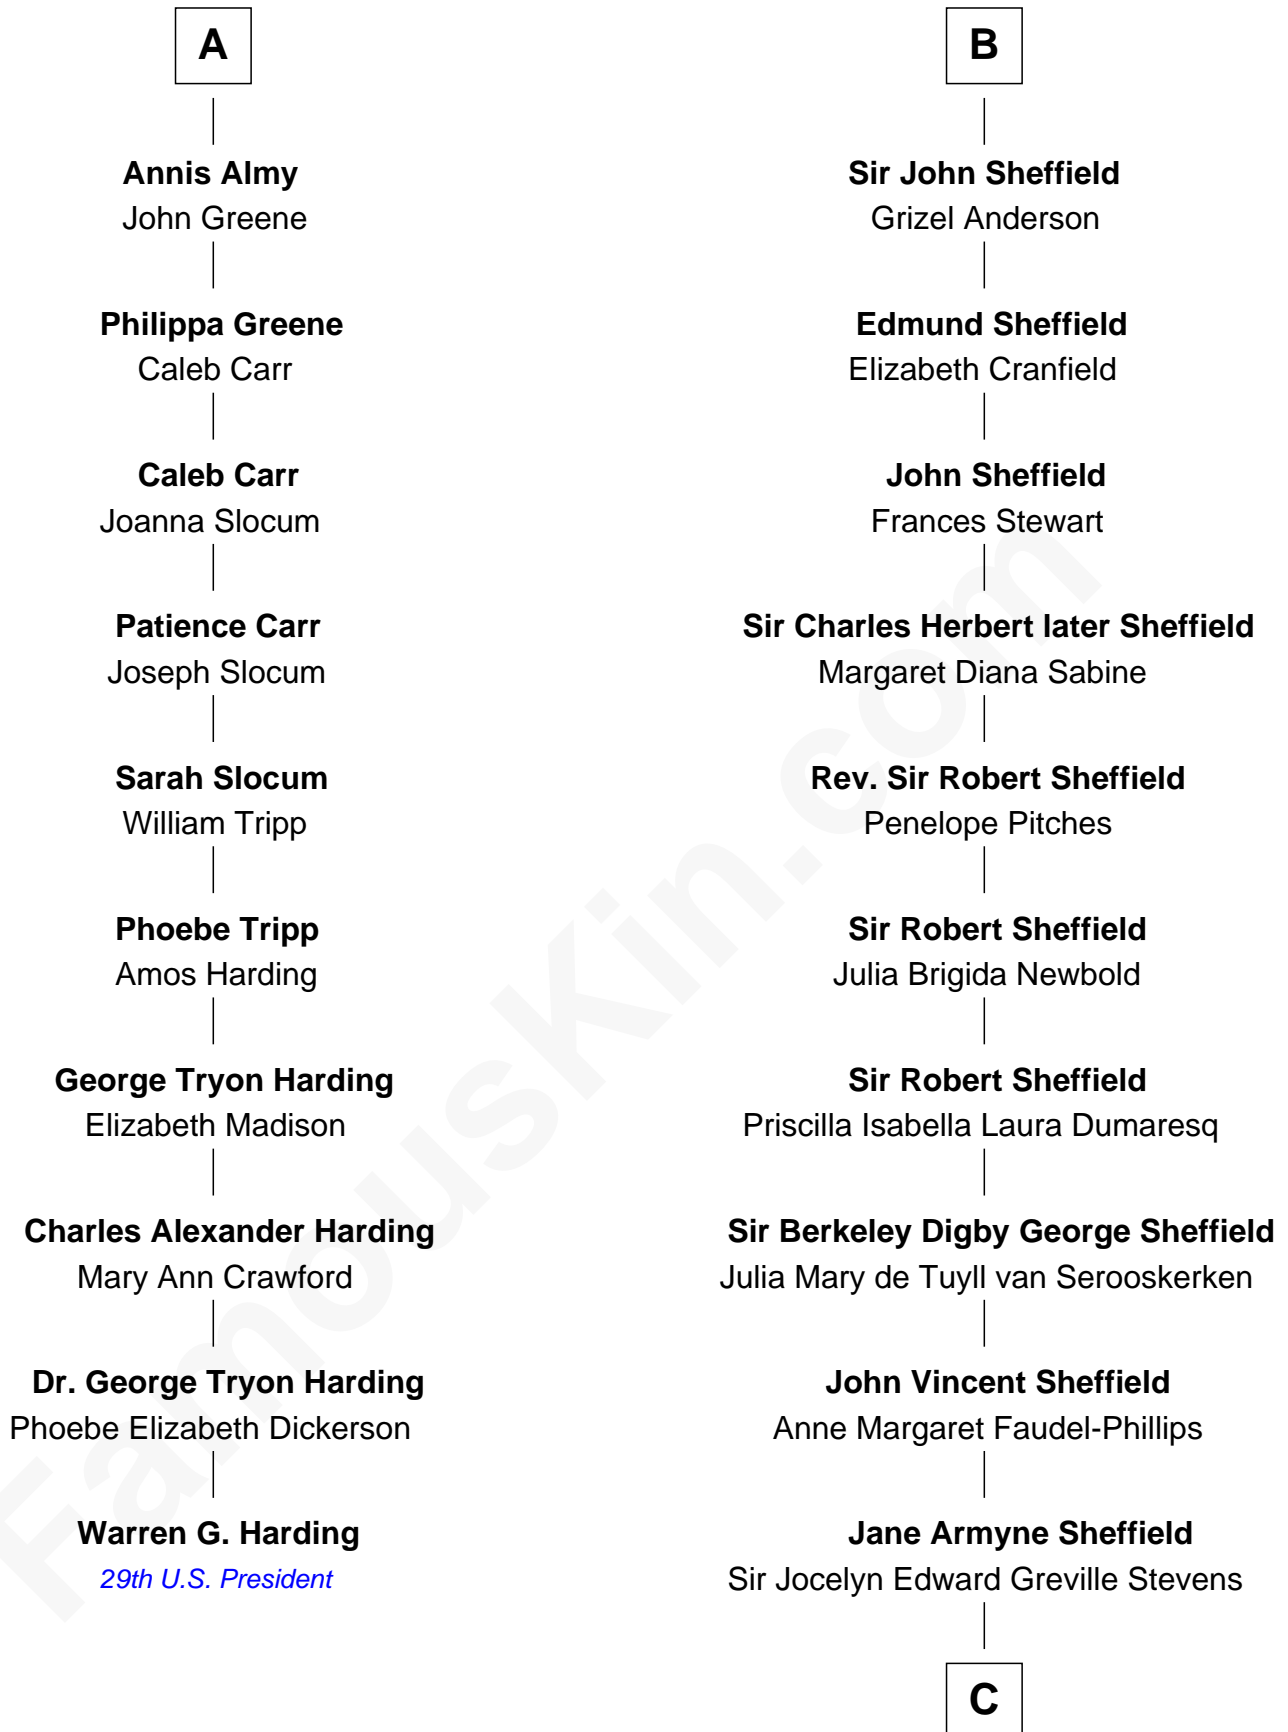 A
Annis Almy
John Greene
Philippa Greene
Caleb Carr
Caleb Carr
Joanna Slocum
Patience Carr
Joseph Slocum
Sarah Slocum
William Tripp
Phoebe Tripp
Amos Harding
George Tryon Harding
Elizabeth Madison
Charles Alexander Harding
Mary Ann Crawford
Dr. George Tryon Harding
Phoebe Elizabeth Dickerson
Warren G. Harding
29th U.S. President
B
Sir John Sheffield
Grizel Anderson
Edmund Sheffield
Elizabeth Cranfield
John Sheffield
Frances Stewart
Sir Charles Herbert later Sheffield
Margaret Diana Sabine
Rev. Sir Robert Sheffield
Penelope Pitches
Sir Robert Sheffield
Julia Brigida Newbold
Sir Robert Sheffield
Priscilla Isabella Laura Dumaresq
Sir Berkeley Digby George Sheffield
Julia Mary de Tuyll van Serooskerken
John Vincent Sheffield
Anne Margaret Faudel-Phillips
Jane Armyne Sheffield
Sir Jocelyn Edward Greville Stevens
C
FamousKin.com